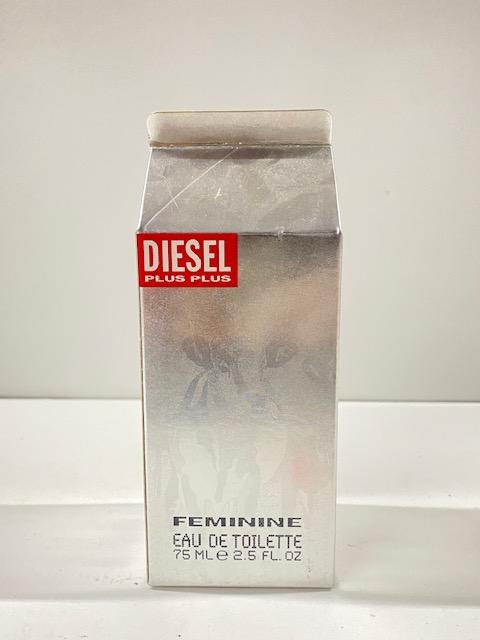 DIESEL
PLUS PLUS
FEMININE
EAU DE TOILETTE
75 ML ℮ 2.5 FL. OZ